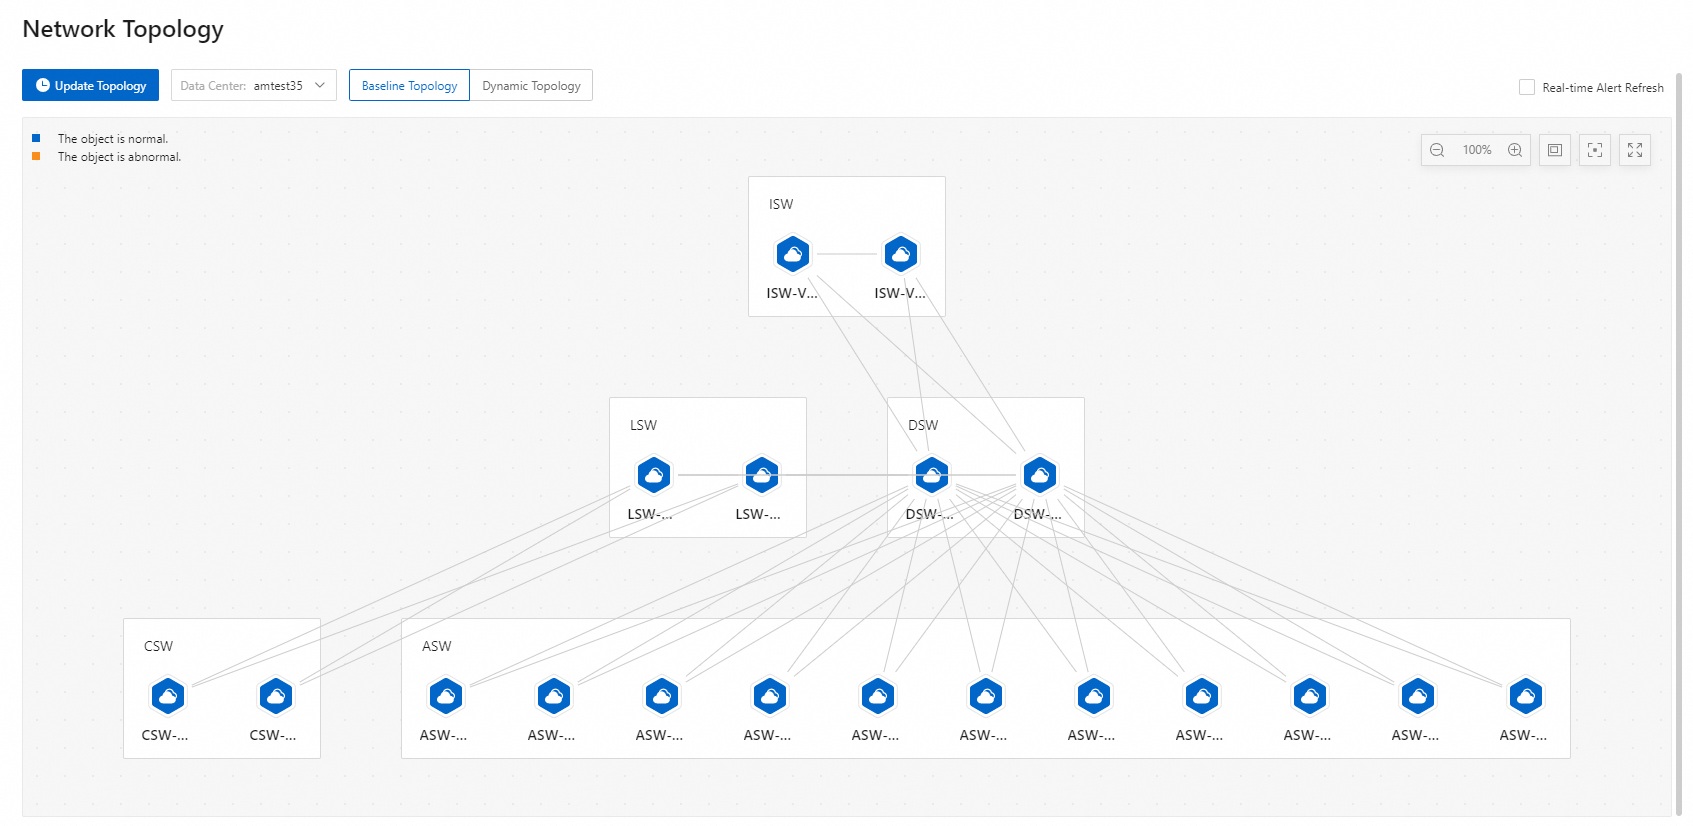 Network Topology
Update Topology
Data Center: amtest35
Baseline Topology
Dynamic Topology
Real-time Alert Refresh
The object is normal.
The object is abnormal.
100%
ISW
ISW-V...
ISW-V...
LSW
DSW
LSW-...
LSW-...
DSW-...
DSW-...
CSW
ASW
CSW-...
CSW-...
ASW-...
ASW-...
ASW-...
ASW-...
ASW-...
ASW-...
ASW-...
ASW-...
ASW-...
ASW-...
ASW-...